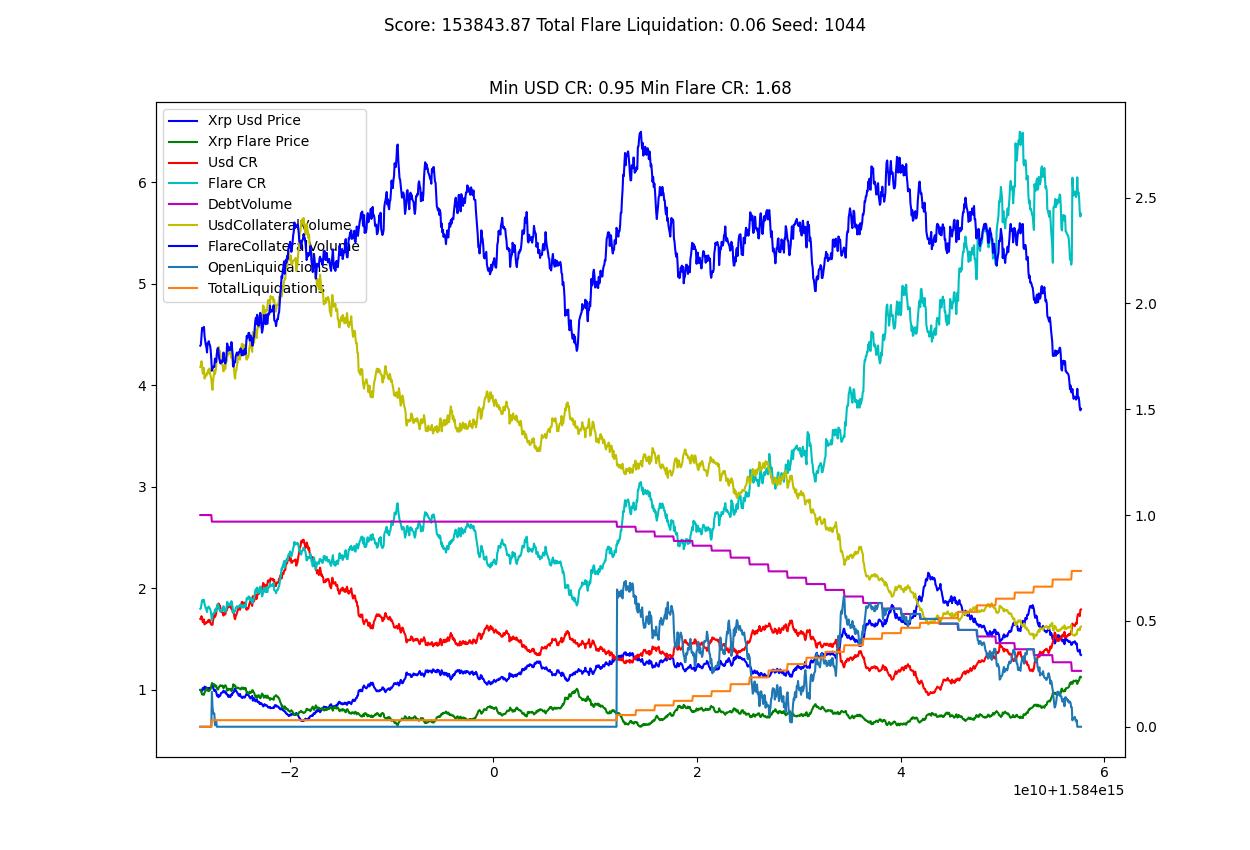 Score: 153843.87 Total Flare Liquidation: 0.06 Seed: 1044
Min USD CR: 0.95 Min Flare CR: 1.68
Xrp Usd Price
Xrp Flare Price
Usd CR
Flare CR
DebtVolume
UsdCollateralVolume
FlareCollateralVolume
OpenLiquidations
TotalLiquidations
6
5
4
3
2
1
2.5
2.0
1.5
1.0
0.5
0.0
−2
0
2
4
6
1e10+1.584e15